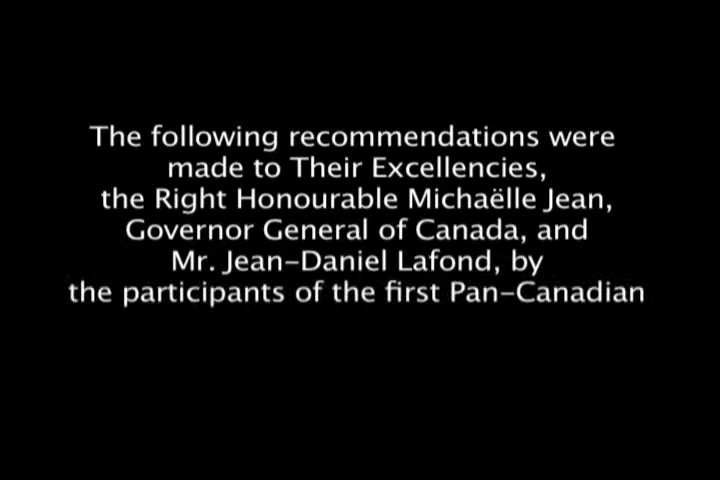 The following recommendations were
made to Their Excellencies,
the Right Honourable Michaëlle Jean,
Governor General of Canada, and
Mr. Jean-Daniel Lafond, by
the participants of the first Pan-Canadian